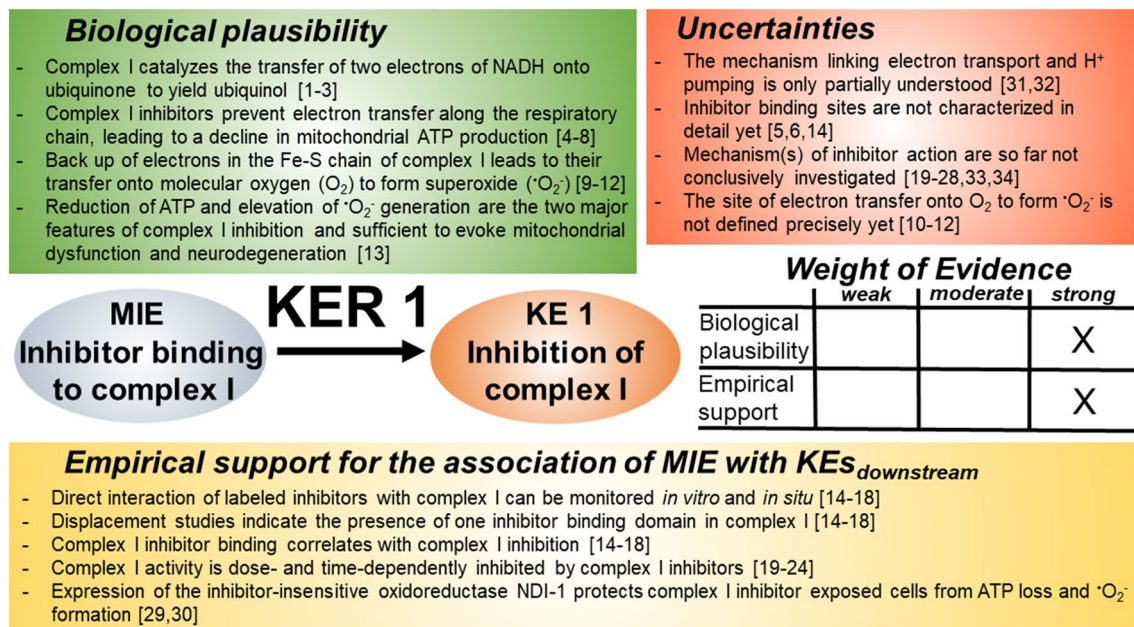 Biological plausibility
- Complex I catalyzes the transfer of two electrons of NADH onto
ubiquinone to yield ubiquinol [1-3]
- Complex I inhibitors prevent electron transfer along the respiratory
chain, leading to a decline in mitochondrial ATP production [4-8]
- Back up of electrons in the Fe-S chain of complex I leads to their
transfer onto molecular oxygen (O₂) to form superoxide (•O₂⁻) [9-12]
- Reduction of ATP and elevation of •O₂⁻ generation are the two major
features of complex I inhibition and sufficient to evoke mitochondrial
dysfunction and neurodegeneration [13]
Uncertainties
- The mechanism linking electron transport and H⁺
pumping is only partially understood [31,32]
- Inhibitor binding sites are not characterized in
detail yet [5,6,14]
- Mechanism(s) of inhibitor action are so far not
conclusively investigated [19-28,33,34]
- The site of electron transfer onto O₂ to form •O₂⁻ is
not defined precisely yet [10-12]
MIE
Inhibitor binding
to complex I
KER 1
KE 1
Inhibition of
complex I
Weight of Evidence
weak moderate strong
Biological
plausibility X
Empirical
support X
Empirical support for the association of MIE with KEsdownstream
- Direct interaction of labeled inhibitors with complex I can be monitored in vitro and in situ [14-18]
- Displacement studies indicate the presence of one inhibitor binding domain in complex I [14-18]
- Complex I inhibitor binding correlates with complex I inhibition [14-18]
- Complex I activity is dose- and time-dependently inhibited by complex I inhibitors [19-24]
- Expression of the inhibitor-insensitive oxidoreductase NDI-1 protects complex I inhibitor exposed cells from ATP loss and •O₂⁻
formation [29,30]